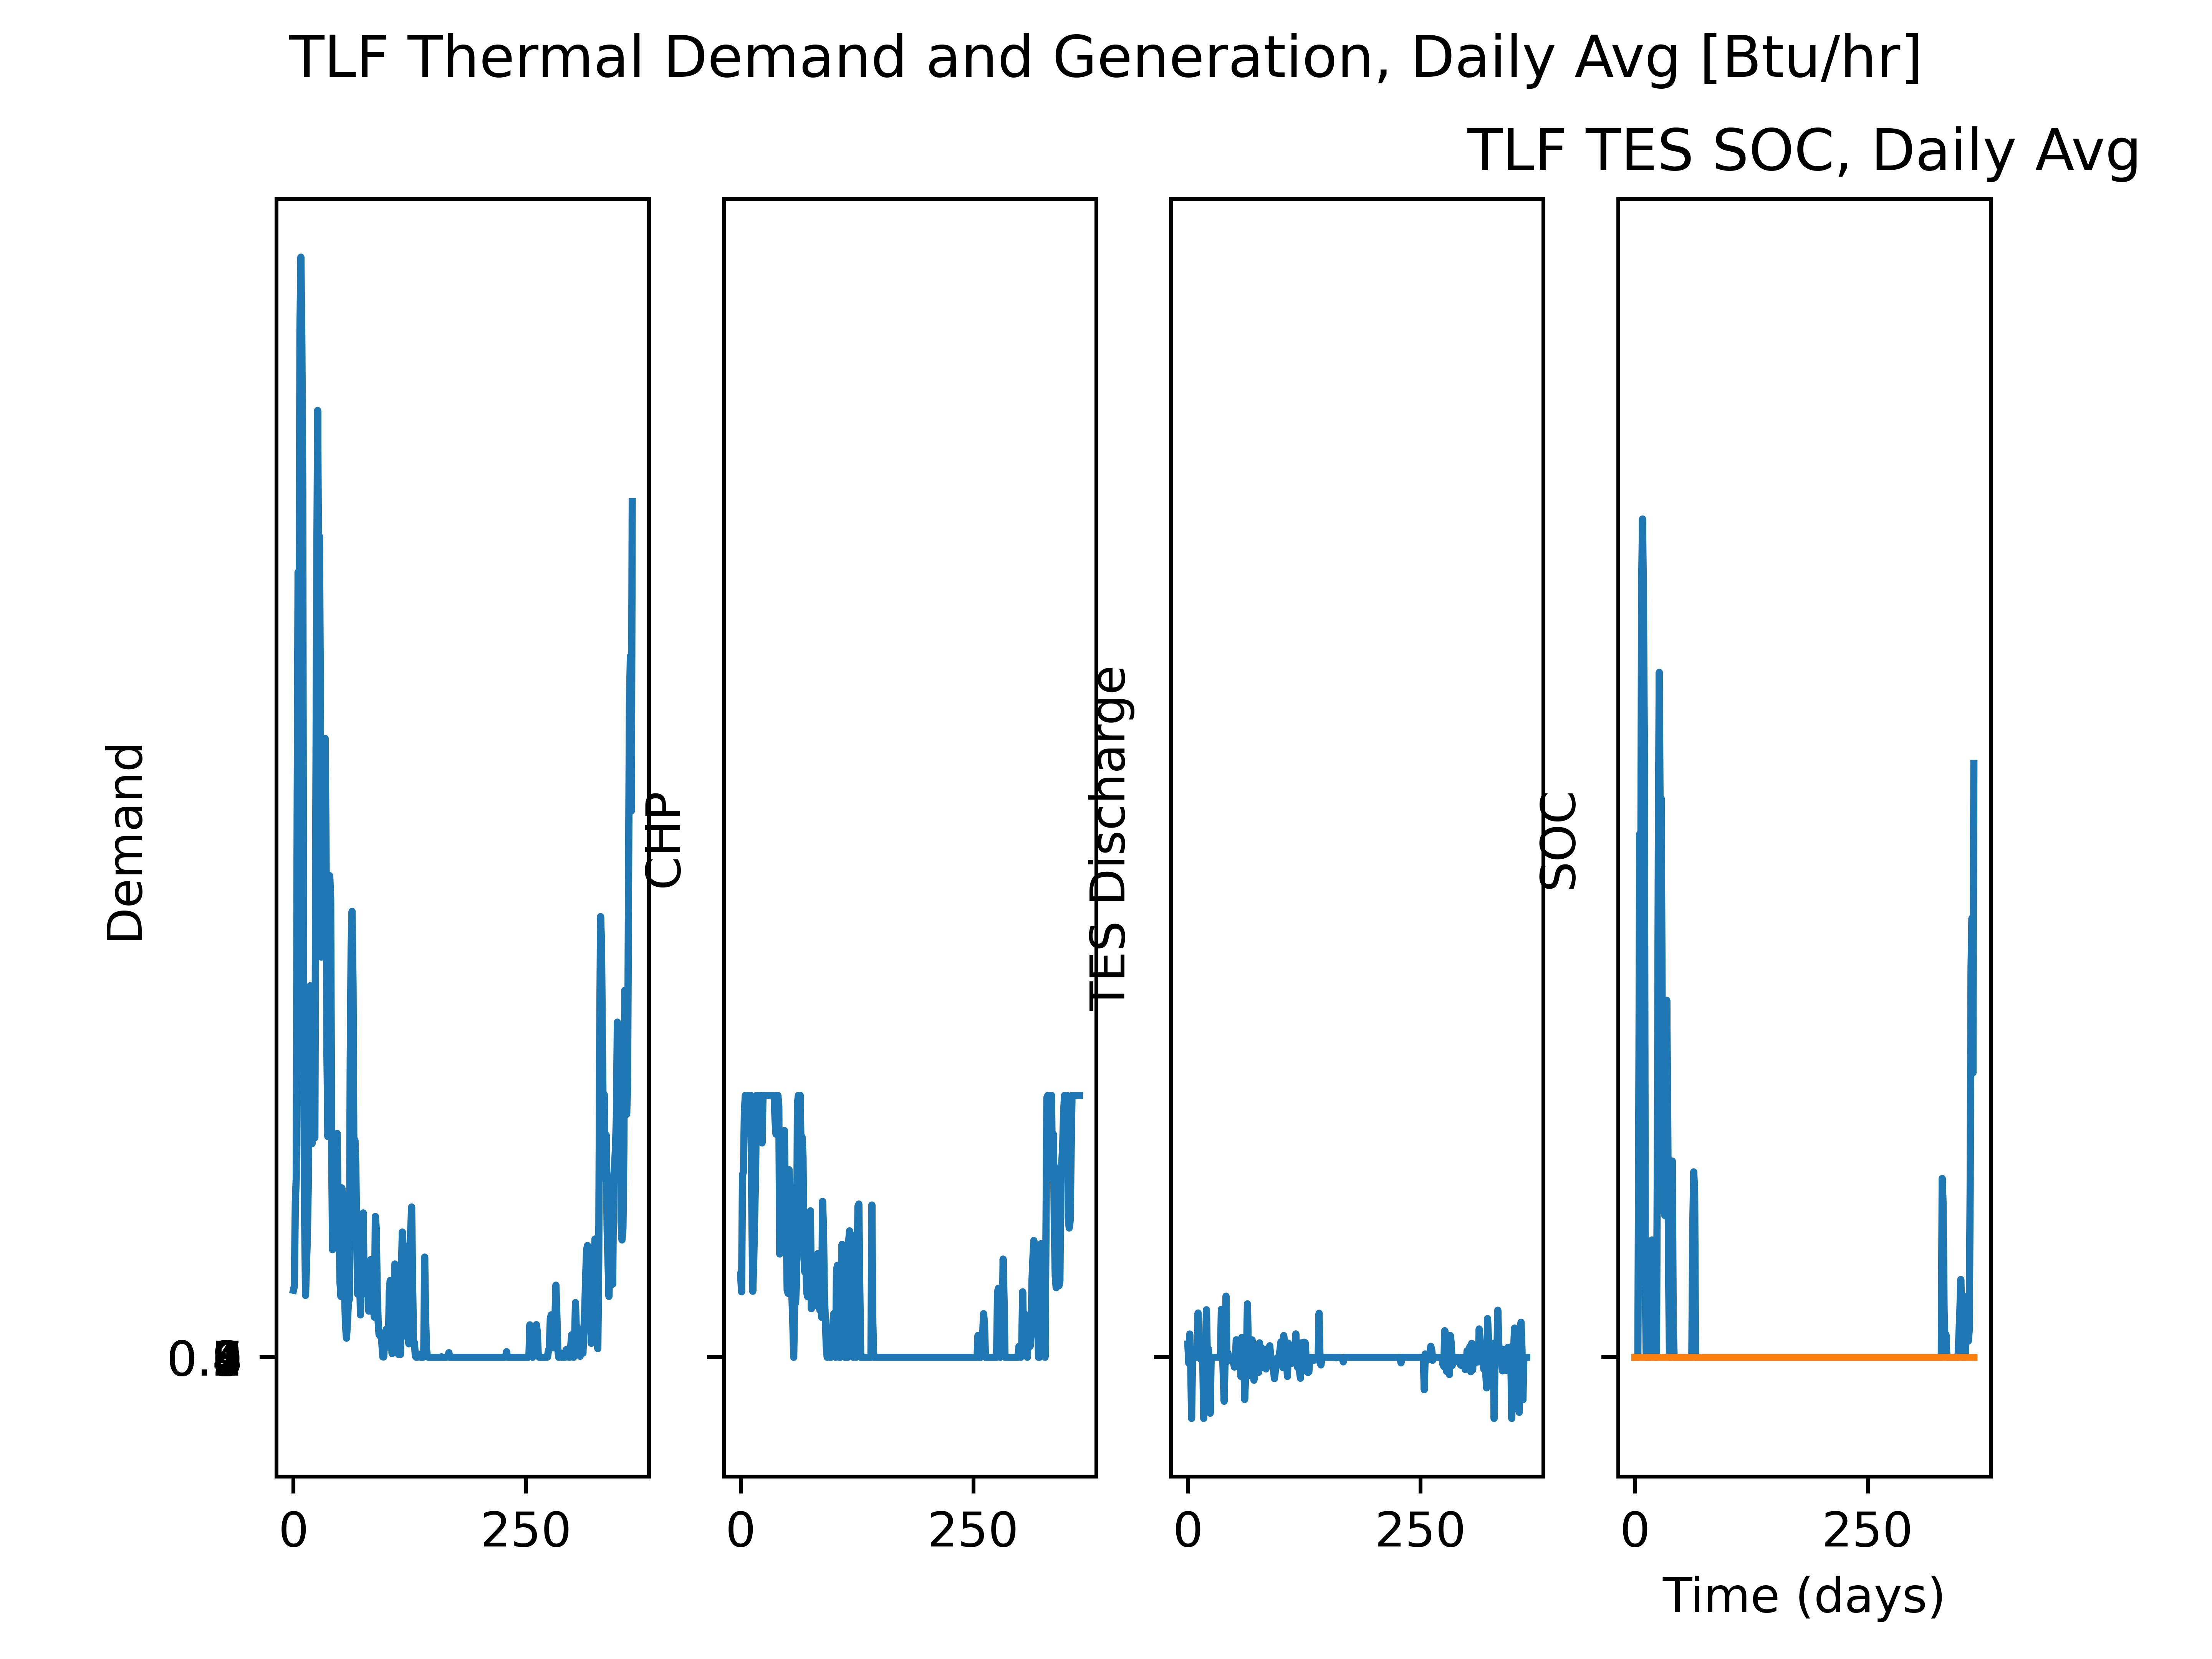 TLF Thermal Demand and Generation, Daily Avg [Btu/hr]
TLF TES SOC, Daily Avg
Demand
CHP
TES Discharge
SOC
0 250
0 250
0 250
0 250
Time (days)